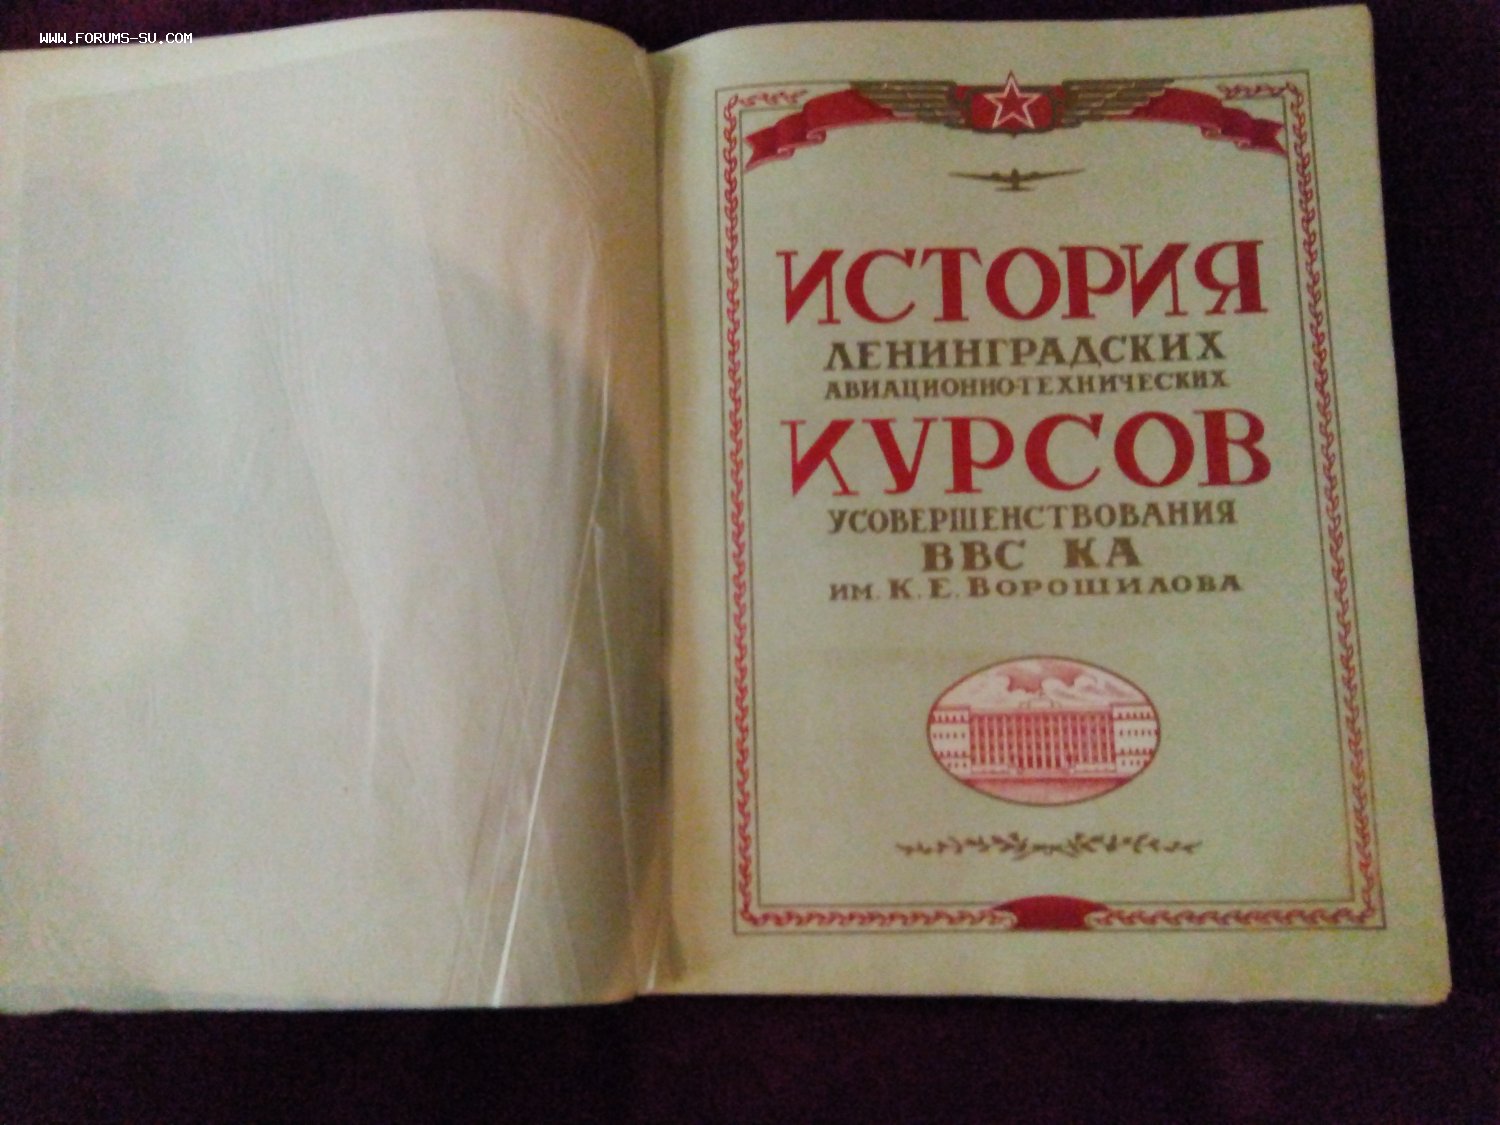 WWW.FORUMS-SU.COM
ИСТОРИЯ
ЛЕНИНГРАДСКИХ
АВИАЦИОННО-ТЕХНИЧЕСКИХ
КУРСОВ
УСОВЕРШЕНСТВОВАНИЯ
ВВС КА
ИМ. К. Е. ВОРОШИЛОВА